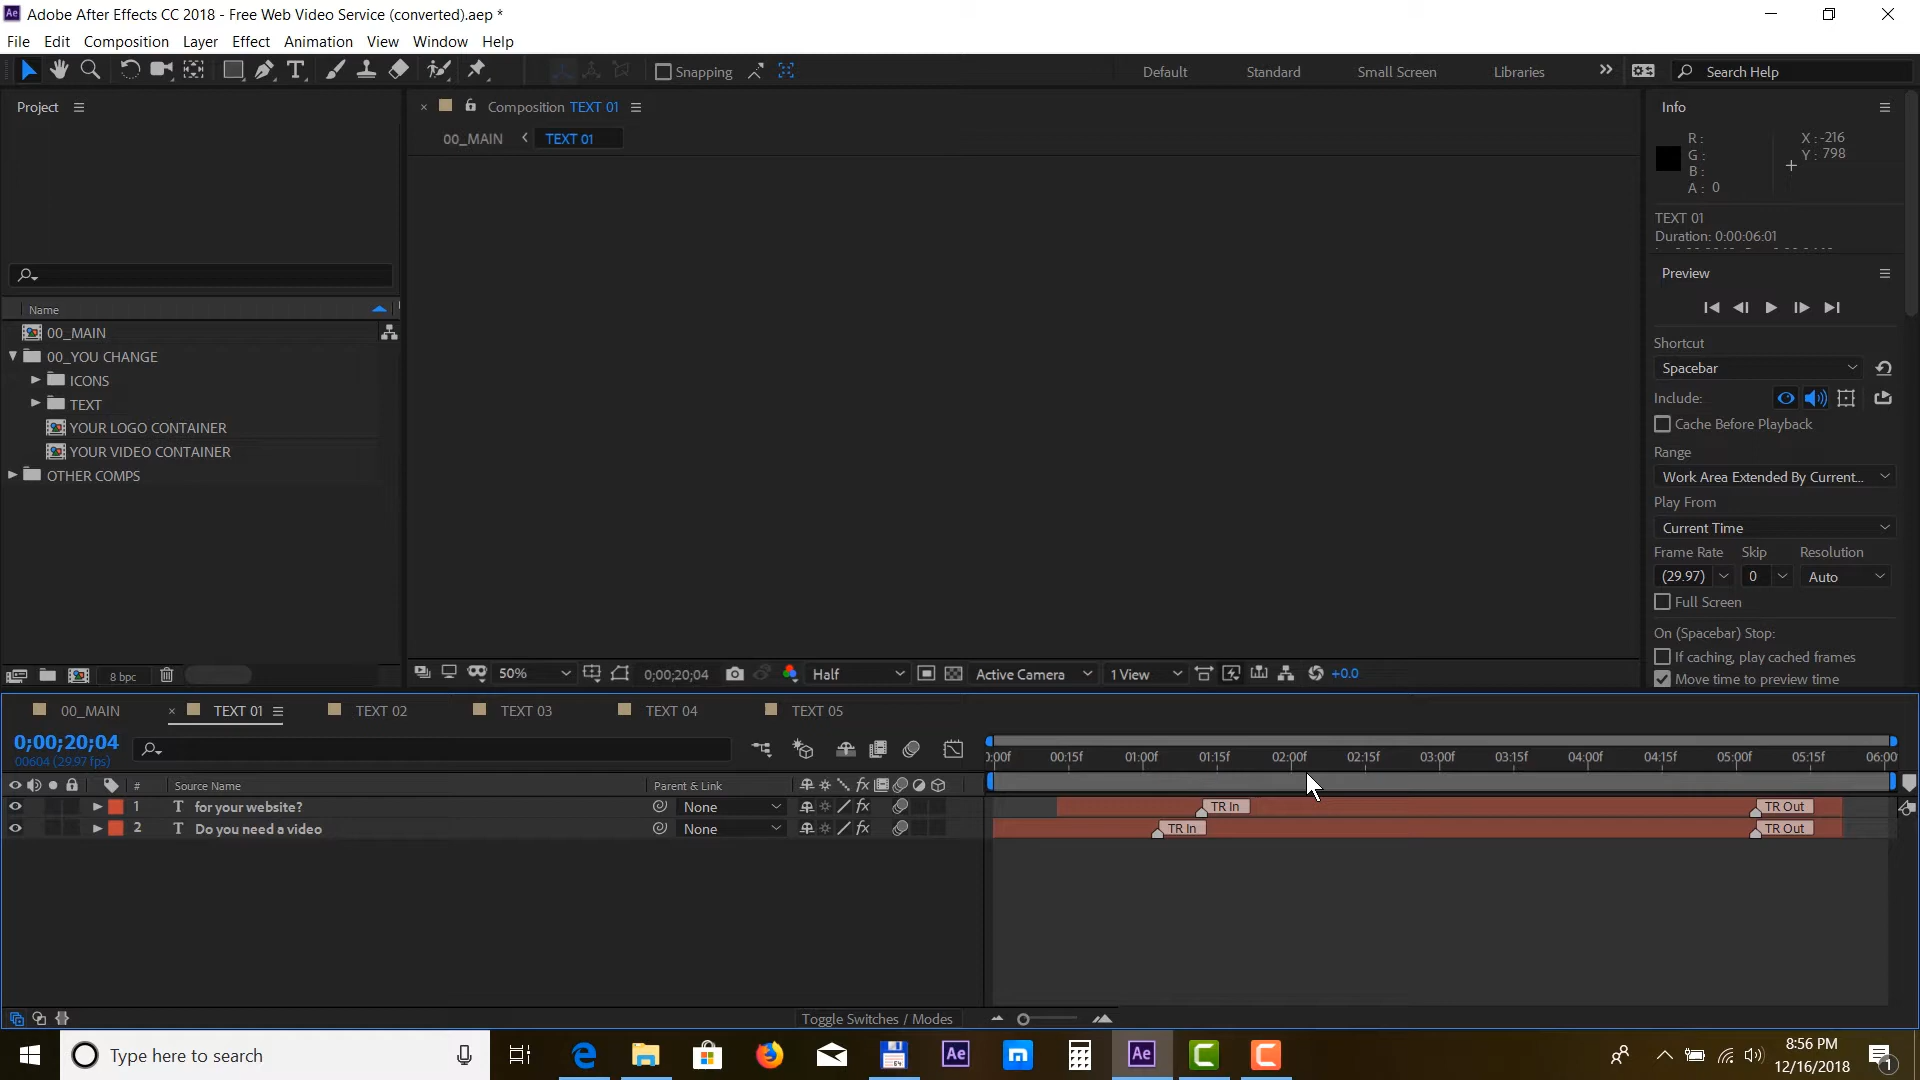 Adobe After Effects CC 2018 - Free Web Video Service (converted).aep *
File Edit Composition Layer Effect Animation View Window Help
Snapping Default Standard Small Screen Libraries Search Help
Project
Composition TEXT 01
00_MAIN TEXT 01
Name
00_MAIN
00_YOU CHANGE
ICONS
TEXT
YOUR LOGO CONTAINER
YOUR VIDEO CONTAINER
OTHER COMPS
8 bpc
50% 0;00;20;04 Half Active Camera 1 View +0.0
Info
R :
G :
B :
A : 0
X : -216
Y : 798
TEXT 01
Duration: 0:00:06:01
Preview
Shortcut
Spacebar
Include:
Cache Before Playback
Range
Work Area Extended By Current...
Play From
Current Time
Frame Rate Skip Resolution
(29.97) 0 Auto
Full Screen
On (Spacebar) Stop:
If caching, play cached frames
Move time to preview time
00_MAIN TEXT 01 TEXT 02 TEXT 03 TEXT 04 TEXT 05
0;00;20;04
00604 (29.97 fps)
):00f 00:15f 01:00f 01:15f 02:00f 02:15f 03:00f 03:15f 04:00f 04:15f 05:00f 05:15f 06:00
# Source Name Parent & Link
1 T for your website? None TR In TR Out
2 T Do you need a video None TR In TR Out
Toggle Switches / Modes
Type here to search
8:56 PM
12/16/2018
1